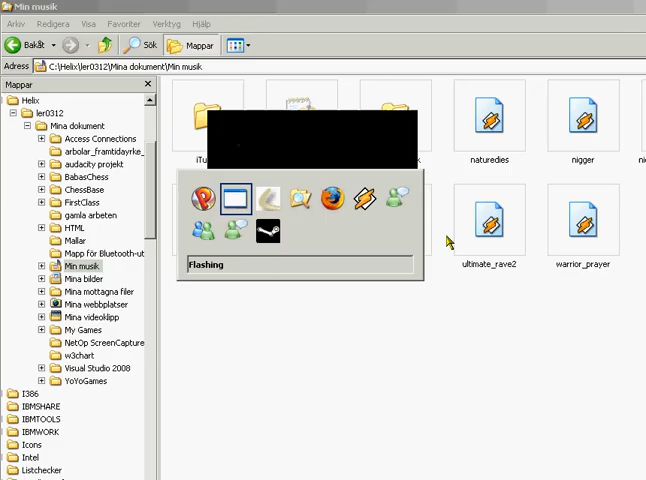 Min musik
Arkiv Redigera Visa Favoriter Verktyg Hjälp
Bakåt Sök Mappar
Adress C:\Helix\ler0312\Mina dokument\Min musik
Mappar
Helix
ler0312
Mina dokument
Access Connections
arbolar_framtidayrke_
audacity projekt
BabasChess
ChessBase
FirstClass
gamla arbeten
HTML
Mallar
Mapp för Bluetooth-ut
Min musik
Mina bilder
Mina mottagna filer
Mina webbplatser
Mina videoklipp
My Games
NetOp ScreenCapture
w3chart
Visual Studio 2008
YoYoGames
I386
IBMSHARE
IBMTOOLS
IBMWORK
Icons
Intel
Listchecker
naturedies nigger
Flashing
ultimate_rave2 warrior_prayer